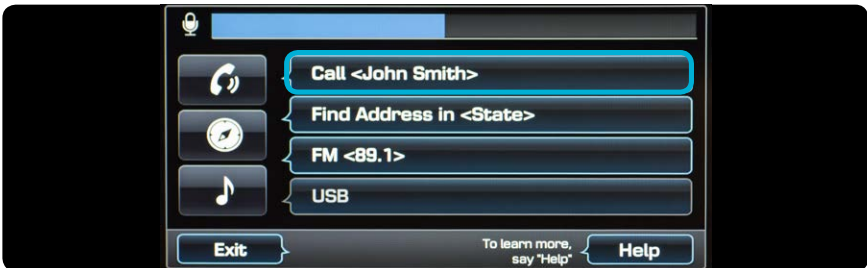 Call <John Smith>
Find Address in <State>
FM <89.1>
USB
Exit
To learn more,
say "Help"
Help